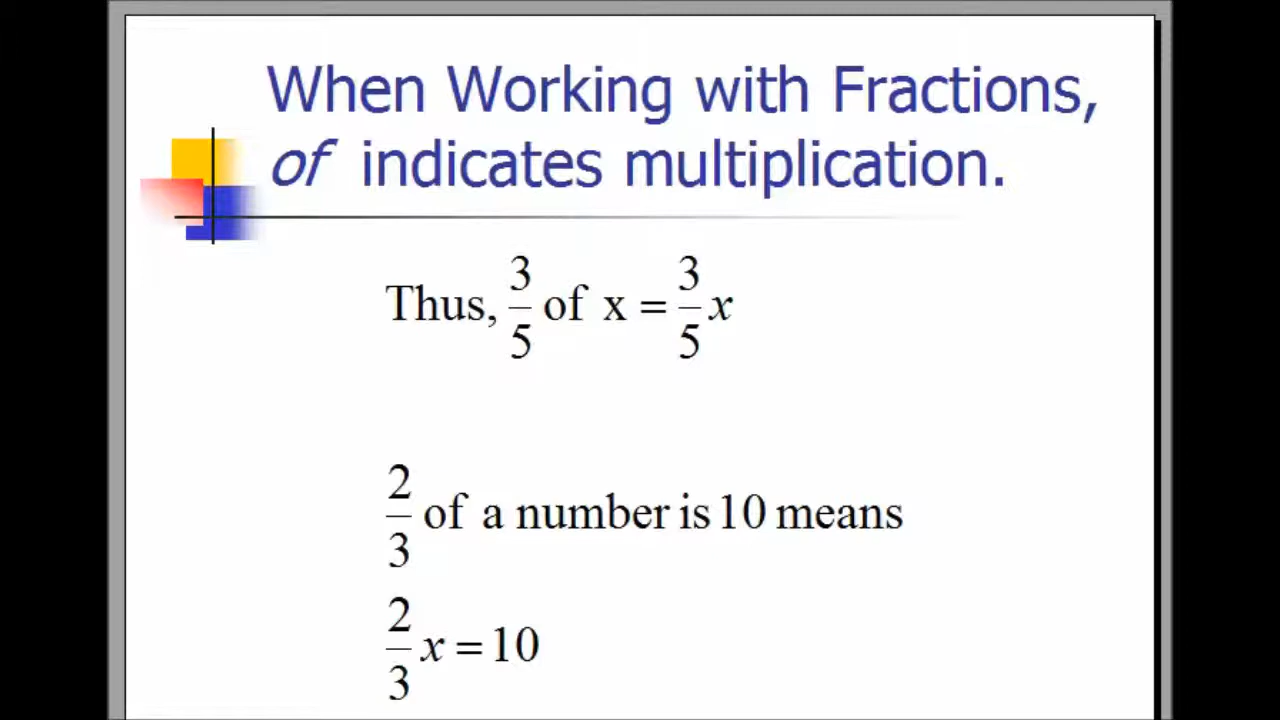 When Working with Fractions,
of indicates multiplication.
Thus, 3/5 of x = 3/5 x
2/3 of a number is 10 means
2/3 x = 10